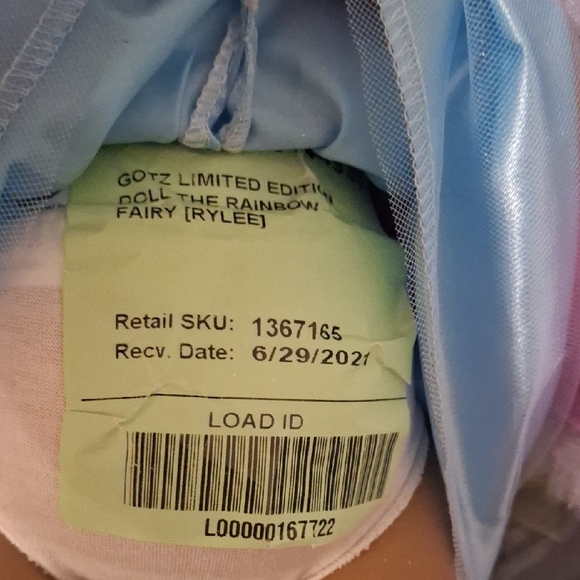 GOTZ LIMITED EDITION
DOLL THE RAINBOW
FAIRY [RYLEE]
Retail SKU: 1367165
Recv. Date: 6/29/2021
LOAD ID
L00000167722